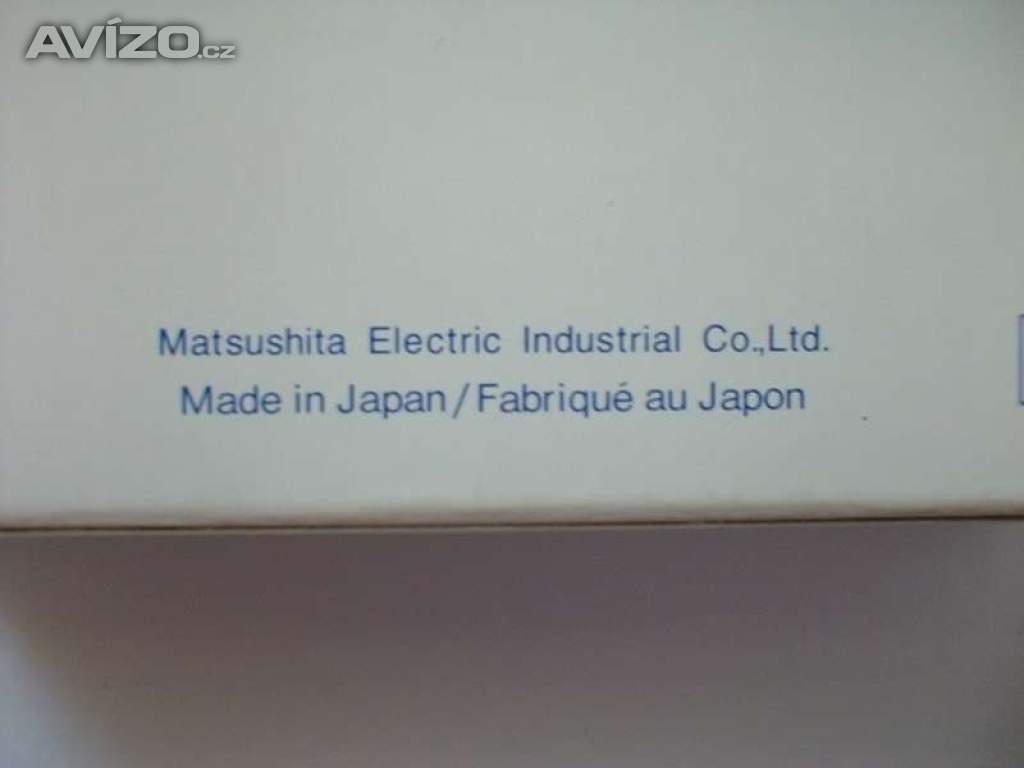 AVÍZO.cz
Matsushita Electric Industrial Co.,Ltd.
Made in Japan/Fabriqué au Japon